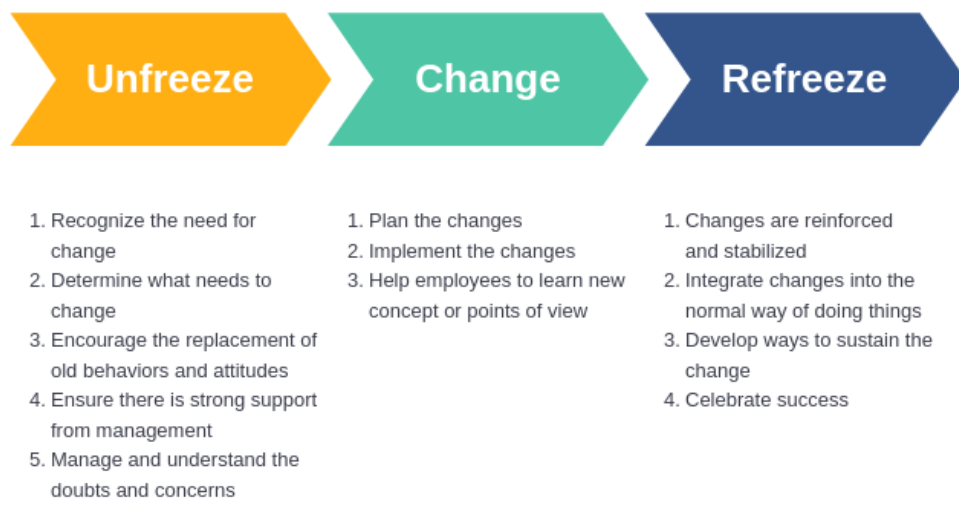 Unfreeze
Change
Refreeze
1. Recognize the need for
change
2. Determine what needs to
change
3. Encourage the replacement of
old behaviors and attitudes
4. Ensure there is strong support
from management
5. Manage and understand the
doubts and concerns
1. Plan the changes
2. Implement the changes
3. Help employees to learn new
concept or points of view
1. Changes are reinforced
and stabilized
2. Integrate changes into the
normal way of doing things
3. Develop ways to sustain the
change
4. Celebrate success